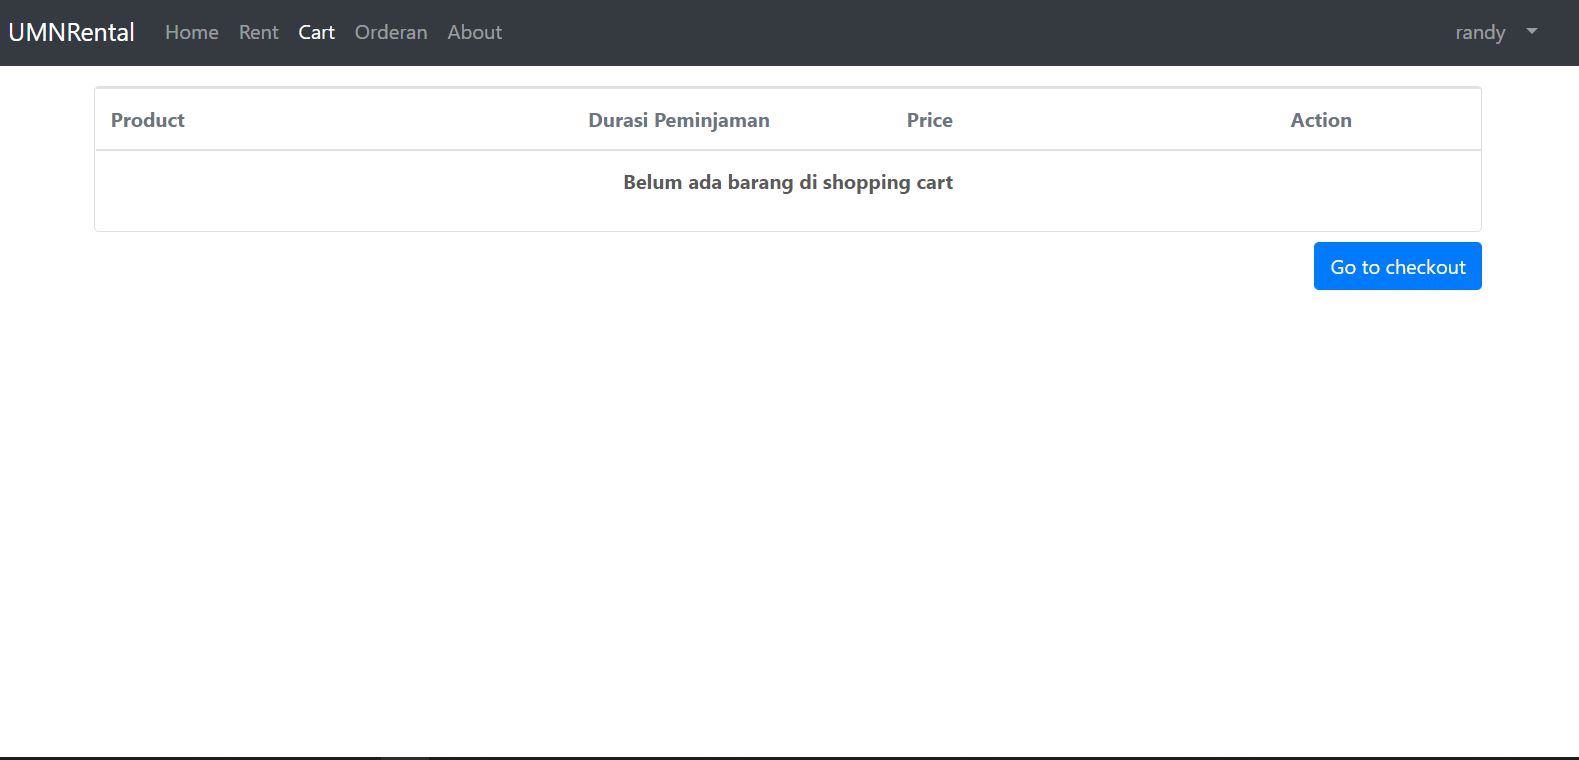 UMNRental Home Rent Cart Orderan About randy
Product Durasi Peminjaman Price Action
Belum ada barang di shopping cart
Go to checkout